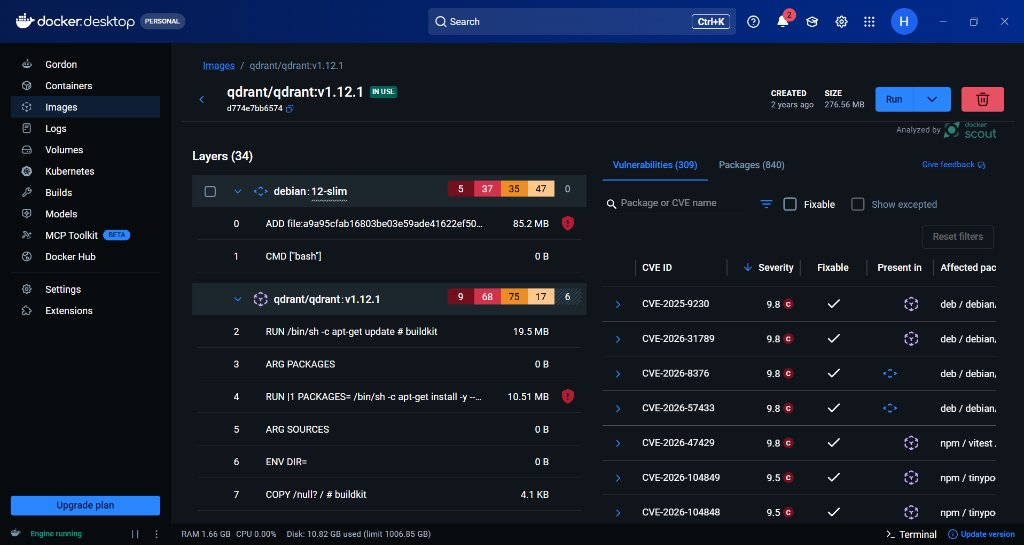 docker.desktop PERSONAL
Search Ctrl+K
2
H
Gordon
Containers
Images
Logs
Volumes
Kubernetes
Builds
Models
MCP Toolkit BETA
Docker Hub
Settings
Extensions
Upgrade plan
Images / qdrant/qdrant:v1.12.1
qdrant/qdrant:v1.12.1 IN USE
d774e7bb6574
CREATED
2 years ago
SIZE
276.56 MB
Run
Analyzed by docker scout
Layers (34)
debian:12-slim 5 37 35 47 0
0 ADD file:a9a95cfab16803be03e59ade41622ef50... 85.2 MB
1 CMD ["bash"] 0 B
qdrant/qdrant:v1.12.1 9 68 75 17 6
2 RUN /bin/sh -c apt-get update # buildkit 19.5 MB
3 ARG PACKAGES 0 B
4 RUN |1 PACKAGES= /bin/sh -c apt-get install -y --... 10.51 MB
5 ARG SOURCES 0 B
6 ENV DIR= 0 B
7 COPY /null? / # buildkit 4.1 KB
Vulnerabilities (309) Packages (840) Give feedback
Package or CVE name Fixable Show excepted
Reset filters
CVE ID Severity Fixable Present in Affected pac
CVE-2025-9230 9.8 C deb / debian/
CVE-2026-31789 9.8 C deb / debian/
CVE-2026-8376 9.8 C deb / debian/
CVE-2026-57433 9.8 C deb / debian/
CVE-2026-47429 9.8 C npm / vitest /
CVE-2026-104849 9.5 C npm / tinypo
CVE-2026-104848 9.5 C npm / tinypo
Engine running
RAM 1.66 GB CPU 0.00% Disk: 10.82 GB used (limit 1006.85 GB)
Terminal
Update version